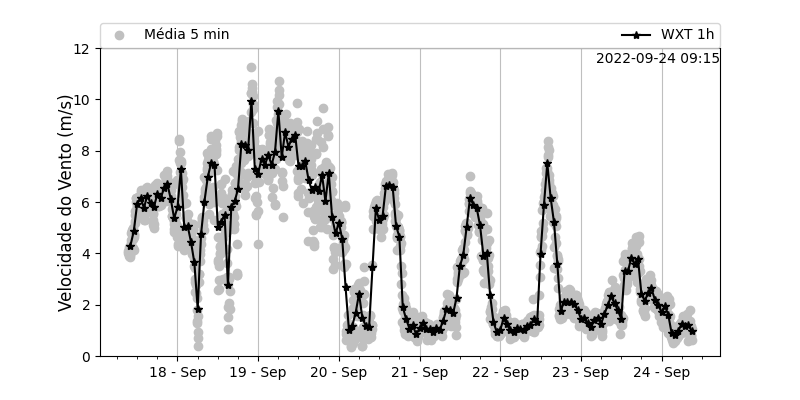 Média 5 min
WXT 1h
2022-09-24 09:15
Velocidade do Vento (m/s)
12
10
8
6
4
2
0
18 - Sep
19 - Sep
20 - Sep
21 - Sep
22 - Sep
23 - Sep
24 - Sep